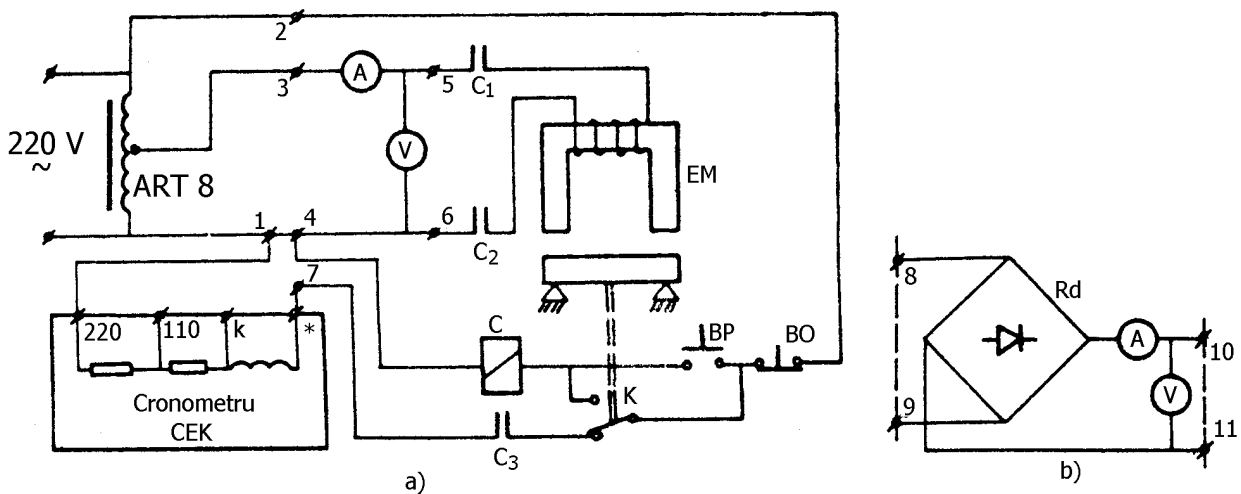 2
A
3
5
C1
220 V
~
V
ART 8
EM
1
4
6
C2
7
8
Rd
220
110
k
*
C
BP
BO
A
10
K
V
Cronometru
CEK
9
C3
11
a)
b)